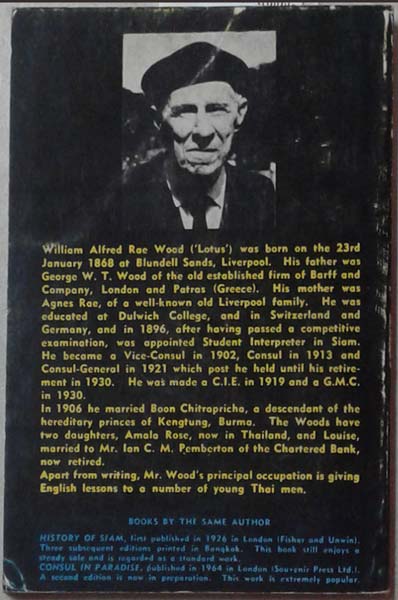 William Alfred Rae Wood ('Lotus') was born on the 23rd
January 1868 at Blundell Sands, Liverpool. His father was
George W. T. Wood of the old established firm of Barff and
Company, London and Patras (Greece). His mother was
Agnes Rae, of a well-known old Liverpool family. He was
educated at Dulwich College, and in Switzerland and
Germany, and in 1896, after having passed a competitive
examination, was appointed Student Interpreter in Siam.
He became a Vice-Consul in 1902, Consul in 1913 and
Consul-General in 1921 which post he held until his retire-
ment in 1930. He was made a C.I.E. in 1919 and a G.M.C.
in 1930.
In 1906 he married Boon Chitrapricha, a descendant of the
hereditary princes of Kengtung, Burma. The Woods have
two daughters, Amala Rose, now in Thailand, and Louise,
married to Mr. Ian C. M. Pemberton of the Chartered Bank,
now retired.
Apart from writing, Mr. Wood's principal occupation is giving
English lessons to a number of young Thai men.
BOOKS BY THE SAME AUTHOR
HISTORY OF SIAM, first published in 1926 in London (Fisher and Unwin).
Three subsequent editions printed in Bangkok. This book still enjoys a
steady sale and is regarded as a standard work.
CONSUL IN PARADISE, published in 1964 in London (Souvenir Press Ltd.).
A second edition is now in preparation. This work is extremely popular.